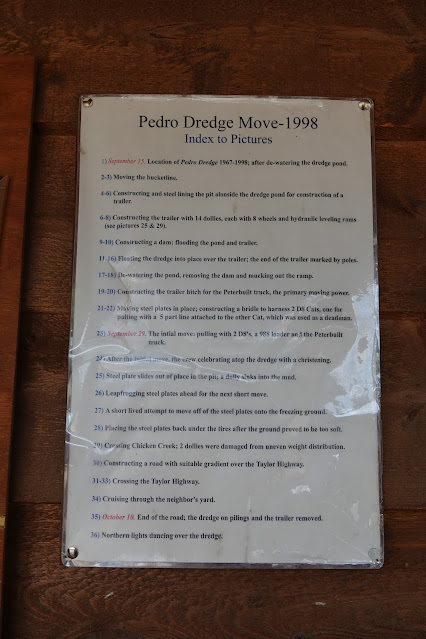 Pedro Dredge Move-1998
Index to Pictures
1) September 15. Location of Pedro Dredge 1967-1998; after de-watering the dredge pond.
2-3) Moving the bucketline.
4-6) Constructing and steel lining the pit alonside the dredge pond for construction of a
trailer.
6-8) Constructing the trailer with 14 dollies, each with 8 wheels and hydraulic leveling rams
(see pictures 25 & 29).
9-10) Constructing a dam; flooding the pond and trailer.
11-16) Floating the dredge into place over the trailer; the end of the trailer marked by poles.
17-18) De-watering the pond, removing the dam and mucking out the ramp.
19-20) Constructing the trailer hitch for the Peterbuilt truck, the primary moving power.
21-22) Moving steel plates in place; constructing a bridle to harness 2 D8 Cats, one for
pulling with a 5 part line attached to the other Cat, which was used as a deadman.
23) September 29. The intial move: pulling with 2 D8's, a 988 loader and the Peterbuilt
truck.
24) After the initial move, the crew celebrating atop the dredge with a christening.
25) Steel plate slides out of place in the pit; a dolly sinks into the mud.
26) Leapfrogging steel plates ahead for the next short move.
27) A short lived attempt to move off of the steel plates onto the freezing ground.
28) Placing the steel plates back under the tires after the ground proved to be too soft.
29) Crossing Chicken Creek; 2 dollies were damaged from uneven weight distribution.
30) Constructing a road with suitable gradient over the Taylor Highway.
31-33) Crossing the Taylor Highway.
34) Cruising through the neighbor's yard.
35) October 10. End of the road; the dredge on pilings and the trailer removed.
36) Northern lights dancing over the dredge.